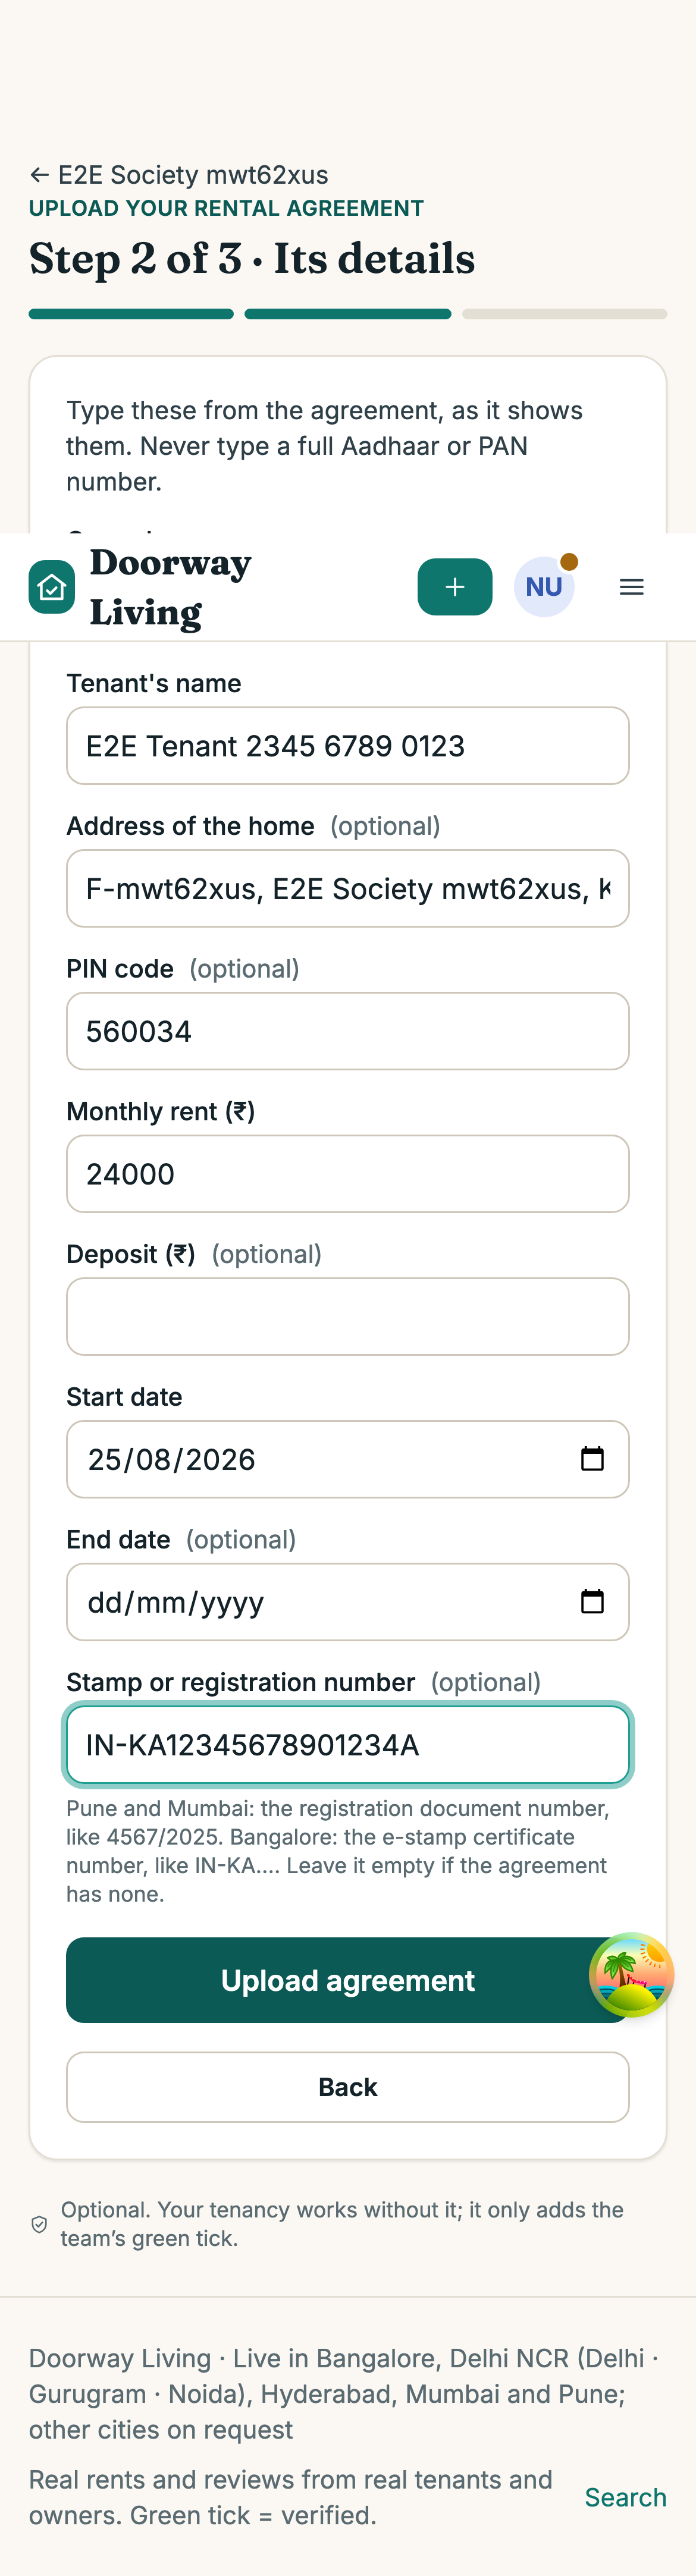 ← E2E Society mwt62xus
UPLOAD YOUR RENTAL AGREEMENT
Step 2 of 3 · Its details
Type these from the agreement, as it shows
them. Never type a full Aadhaar or PAN
number.
Doorway
Living
+
NU
Tenant's name
E2E Tenant 2345 6789 0123
Address of the home (optional)
F-mwt62xus, E2E Society mwt62xus,
PIN code (optional)
560034
Monthly rent (₹)
24000
Deposit (₹) (optional)
Start date
25/08/2026
End date (optional)
dd/mm/yyyy
Stamp or registration number (optional)
IN-KA12345678901234A
Pune and Mumbai: the registration document number,
like 4567/2025. Bangalore: the e-stamp certificate
number, like IN-KA.... Leave it empty if the agreement
has none.
Upload agreement
Back
Optional. Your tenancy works without it; it only adds the
team’s green tick.
Doorway Living · Live in Bangalore, Delhi NCR (Delhi ·
Gurugram · Noida), Hyderabad, Mumbai and Pune;
other cities on request
Real rents and reviews from real tenants and
owners. Green tick = verified.
Search